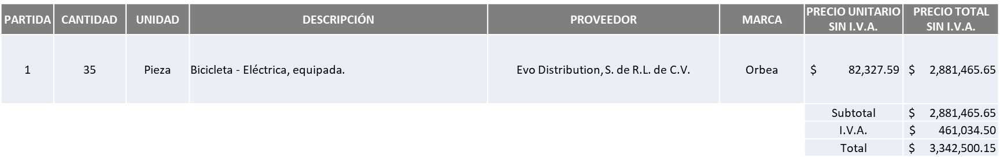 PARTIDA CANTIDAD UNIDAD DESCRIPCIÓN PROVEEDOR MARCA PRECIO UNITARIO SIN I.V.A. PRECIO TOTAL SIN I.V.A.
1 35 Pieza Bicicleta - Eléctrica, equipada. Evo Distribution, S. de R.L. de C.V. Orbea $ 82,327.59 $ 2,881,465.65
Subtotal $ 2,881,465.65
I.V.A. $ 461,034.50
Total $ 3,342,500.15